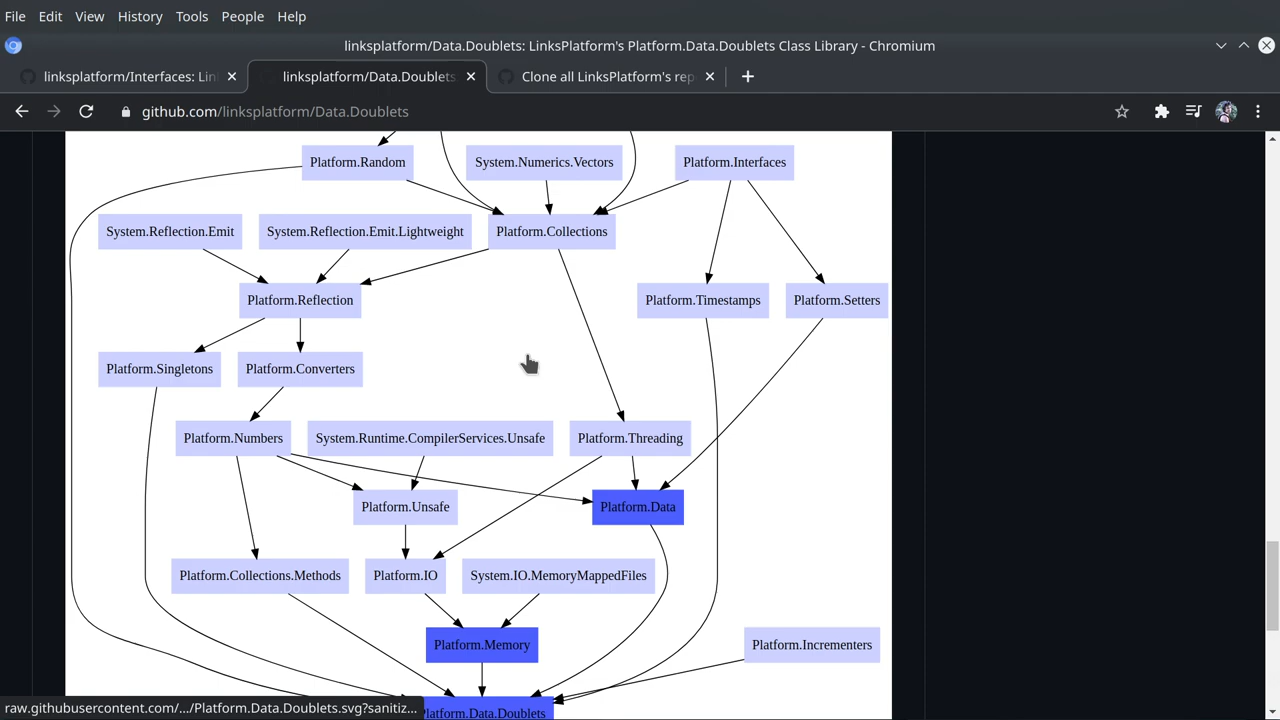 File Edit View History Tools People Help
linksplatform/Data.Doublets: LinksPlatform's Platform.Data.Doublets Class Library - Chromium
linksplatform/Interfaces: Lin
linksplatform/Data.Doublets
Clone all LinksPlatform's rep
github.com/linksplatform/Data.Doublets
Platform.Random
System.Numerics.Vectors
Platform.Interfaces
System.Reflection.Emit
System.Reflection.Emit.Lightweight
Platform.Collections
Platform.Reflection
Platform.Timestamps
Platform.Setters
Platform.Singletons
Platform.Converters
Platform.Numbers
System.Runtime.CompilerServices.Unsafe
Platform.Threading
Platform.Unsafe
Platform.Data
Platform.Collections.Methods
Platform.IO
System.IO.MemoryMappedFiles
Platform.Memory
Platform.Incrementers
raw.githubusercontent.com/.../Platform.Data.Doublets.svg?sanitiz...
Platform.Data.Doublets